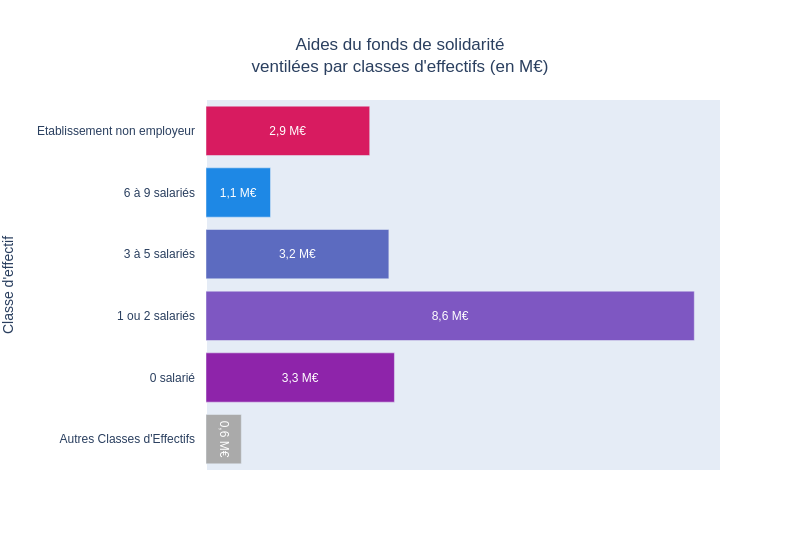 Aides du fonds de solidarité
ventilées par classes d'effectifs (en M€)
Classe d'effectif
Etablissement non employeur
2,9 M€
6 à 9 salariés
1,1 M€
3 à 5 salariés
3,2 M€
1 ou 2 salariés
8,6 M€
0 salarié
3,3 M€
Autres Classes d'Effectifs
0,6 M€